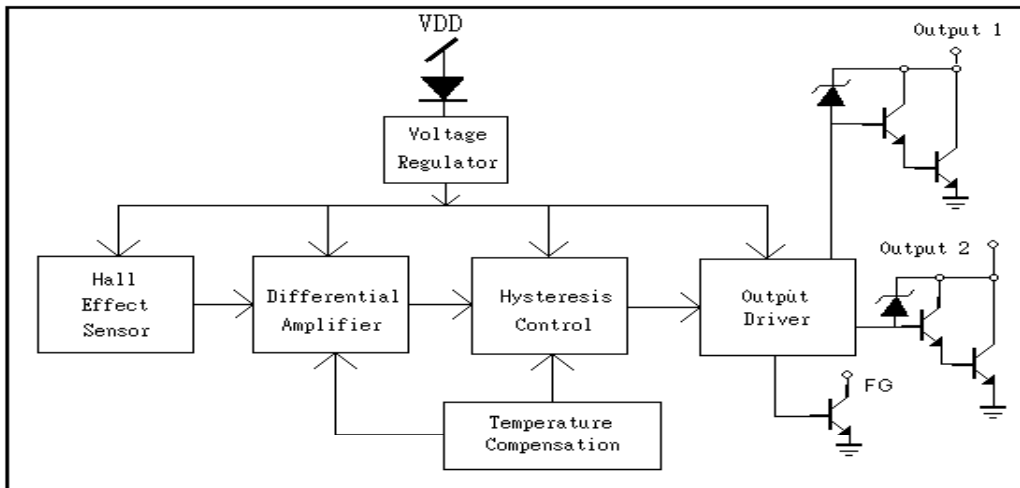 VDD
Output 1
Voltage
Regulator
Output 2
Hall
Effect
Sensor
Differential
Amplifier
Hysteresis
Control
Output
Driver
FG
Temperature
Compensation